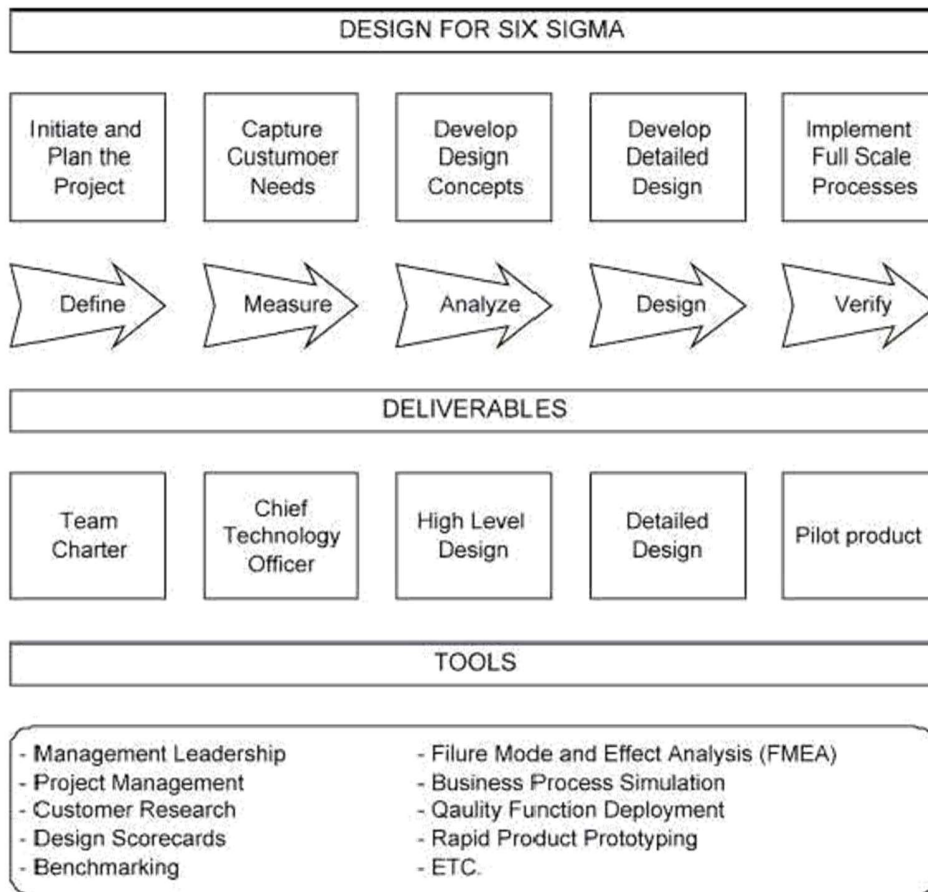 DESIGN FOR SIX SIGMA
Initiate and
Plan the
Project
Capture
Custumoer
Needs
Develop
Design
Concepts
Develop
Detailed
Design
Implement
Full Scale
Processes
Define
Measure
Analyze
Design
Verify
DELIVERABLES
Team
Charter
Chief
Technology
Officer
High Level
Design
Detailed
Design
Pilot product
TOOLS
- Management Leadership
- Project Management
- Customer Research
- Design Scorecards
- Benchmarking
- Filure Mode and Effect Analysis (FMEA)
- Business Process Simulation
- Qaulity Function Deployment
- Rapid Product Prototyping
- ETC.